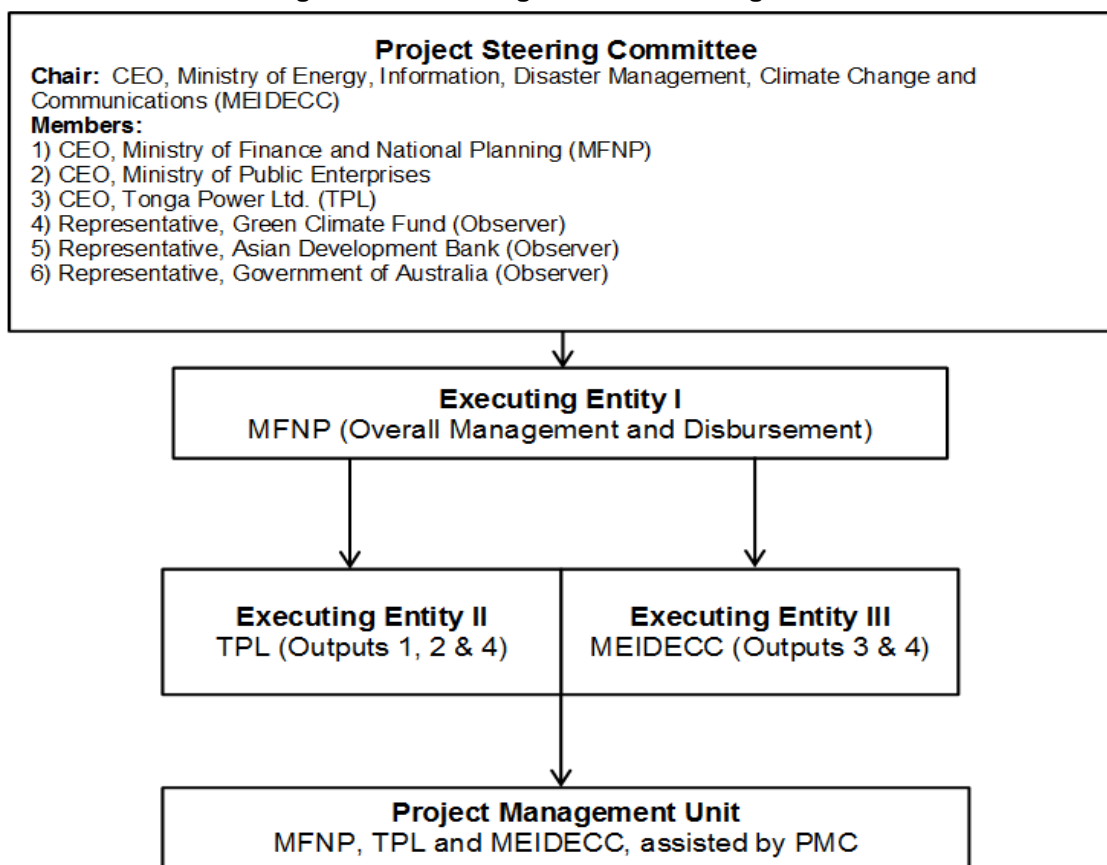 Project Steering Committee
Chair:  CEO, Ministry of Energy, Information, Disaster Management, Climate Change and
Communications (MEIDECC)
Members:
1) CEO, Ministry of Finance and National Planning (MFNP)
2) CEO, Ministry of Public Enterprises
3) CEO, Tonga Power Ltd. (TPL)
4) Representative, Green Climate Fund (Observer)
5) Representative, Asian Development Bank (Observer)
6) Representative, Government of Australia (Observer)
Executing Entity I
MFNP (Overall Management and Disbursement)
Executing Entity II
TPL (Outputs 1, 2 & 4)
Executing Entity III
MEIDECC (Outputs 3 & 4)
Project Management Unit
MFNP, TPL and MEIDECC, assisted by PMC